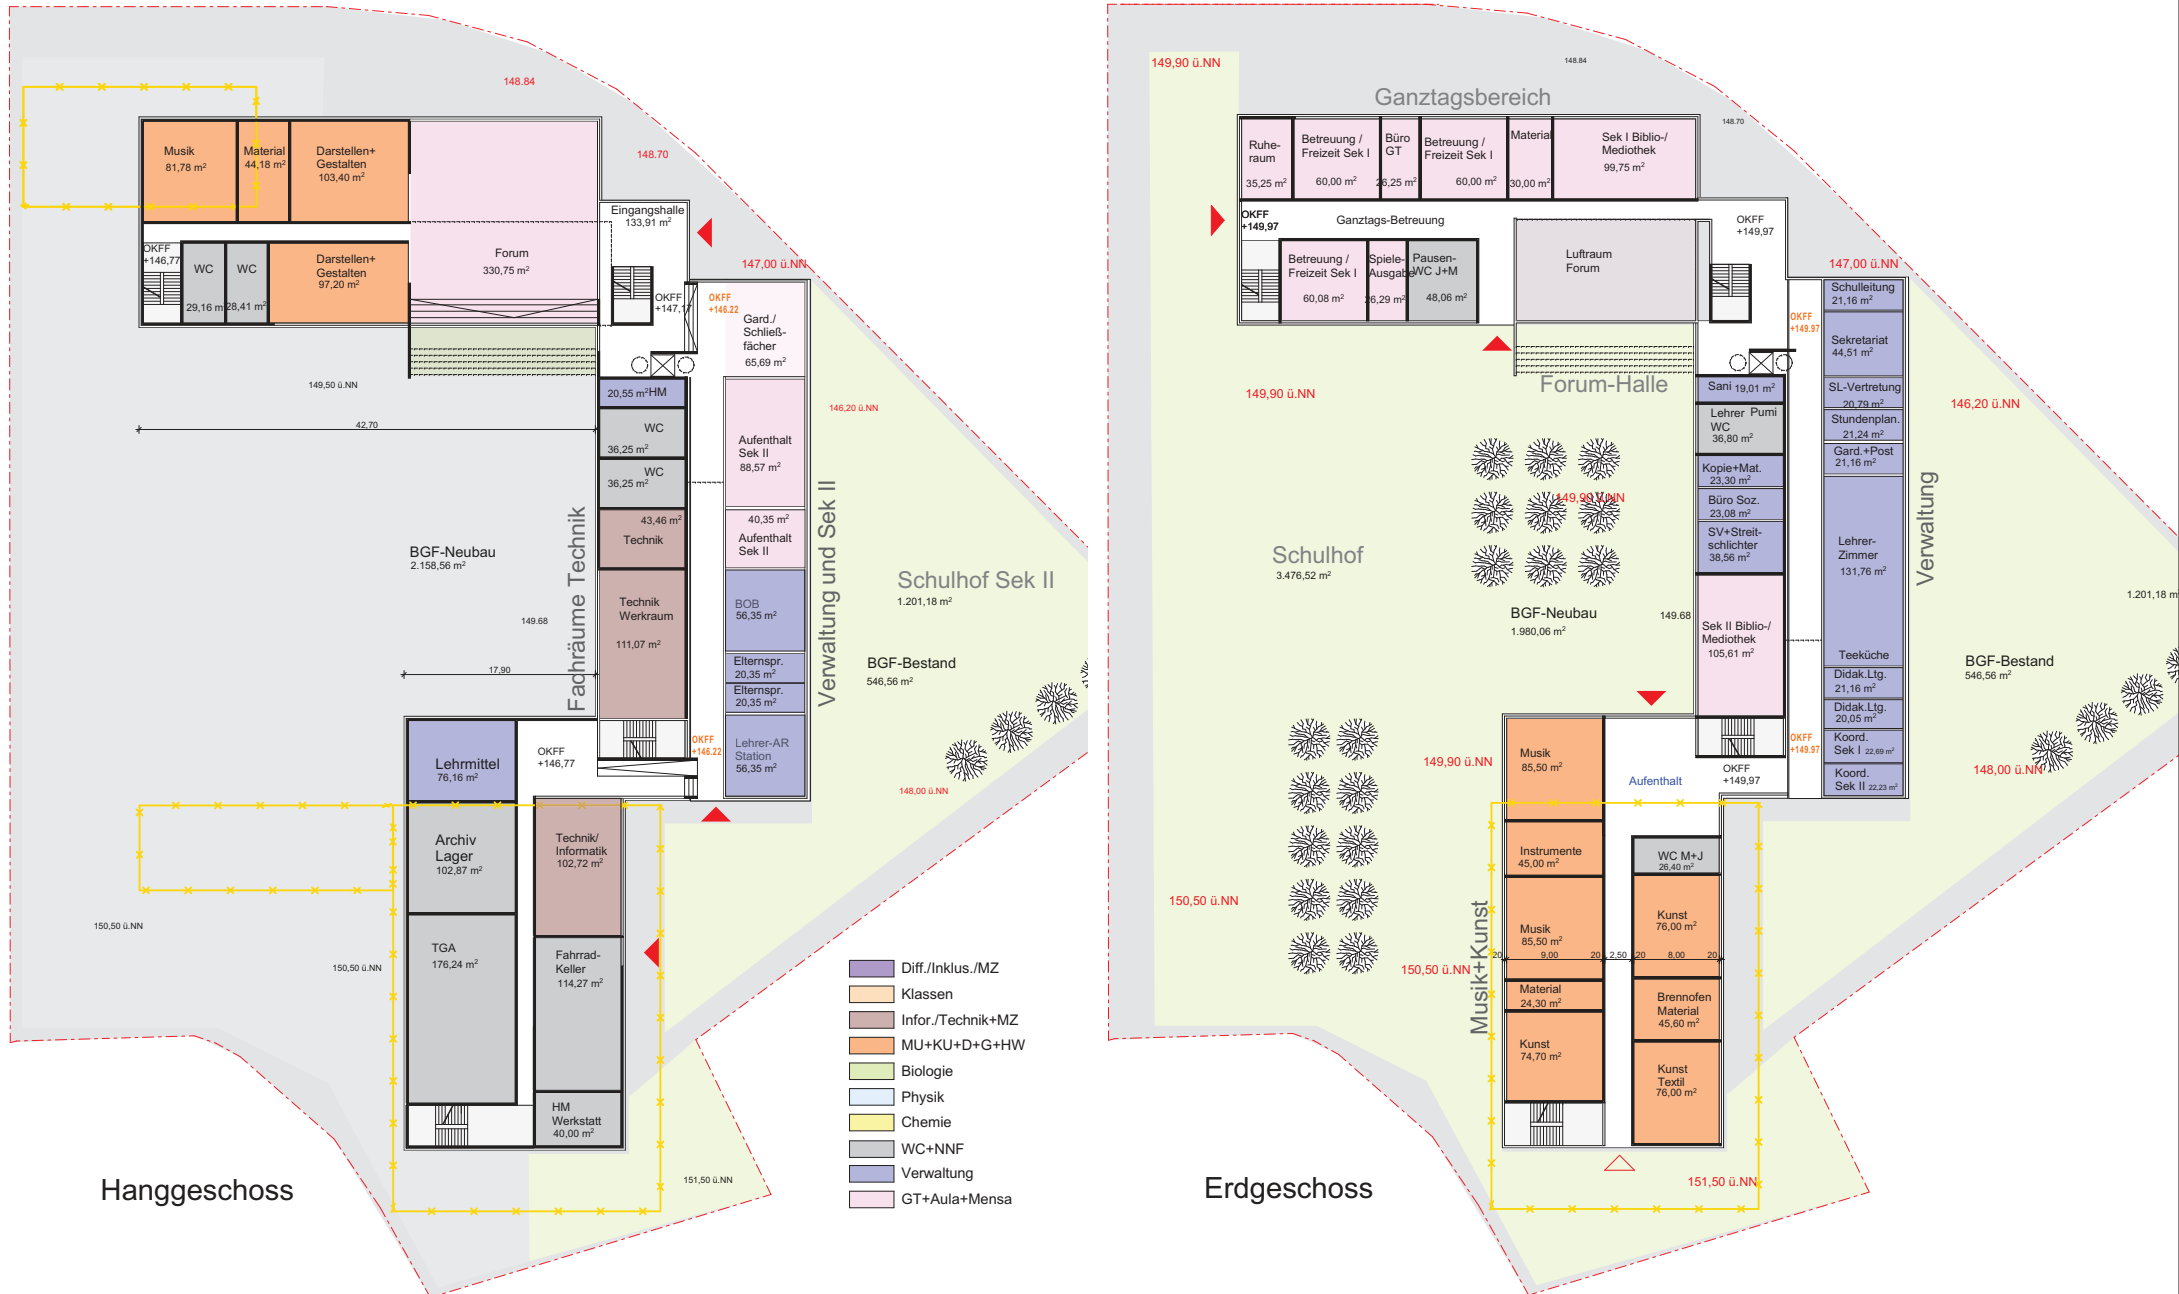 148.84
148.70
147,00 ü.NN
Musik
81,78 m²
Material
44,18 m²
Darstellen+
Gestalten
103,40 m²
Forum
330,75 m²
Eingangshalle
133,91 m²
OKFF
+146,77
WC
29,16 m²
WC
28,41 m²
Darstellen+
Gestalten
97,20 m²
OKFF
+147,17
OKFF
+146.22
Gard./
Schließ-
fächer
65,69 m²
149,50 ü.NN
42,70
20,55 m² HM
WC
36,25 m²
WC
36,25 m²
43,46 m²
Technik
Technik
Werkraum
111,07 m²
Aufenthalt
Sek II
88,57 m²
40,35 m²
Aufenthalt
Sek II
BOB
56,35 m²
Elternspr.
20,35 m²
Elternspr.
20,35 m²
Lehrer-AR
Station
56,35 m²
146,20 ü.NN
Fachräume Technik
Verwaltung und Sek II
Schulhof Sek II
1.201,18 m²
BGF-Neubau
2.158,56 m²
149.68
17,90
BGF-Bestand
546,56 m²
OKFF
+146.22
OKFF
+146,77
Lehrmittel
76,16 m²
148,00 ü.NN
Archiv
Lager
102,87 m²
Technik/
Informatik
102,72 m²
150,50 ü.NN
150,50 ü.NN
TGA
176,24 m²
Fahrrad-
Keller
114,27 m²
HM
Werkstatt
40,00 m²
151,50 ü.NN
Hanggeschoss
Diff./Inklus./MZ
Klassen
Infor./Technik+MZ
MU+KU+D+G+HW
Biologie
Physik
Chemie
WC+NNF
Verwaltung
GT+Aula+Mensa
149,90 ü.NN
148.84
Ganztagsbereich
148.70
Ruhe-
raum
35,25 m²
Betreuung /
Freizeit Sek I
60,00 m²
Büro
GT
26,25 m²
Betreuung /
Freizeit Sek I
60,00 m²
Material
30,00 m²
Sek I Biblio-/
Mediothek
99,75 m²
OKFF
+149,97
Ganztags-Betreuung
OKFF
+149,97
Betreuung /
Freizeit Sek I
60,08 m²
Spiele-
Ausgabe
26,29 m²
Pausen-
WC J+M
48,06 m²
Luftraum
Forum
147,00 ü.NN
Schulleitung
21,16 m²
OKFF
+149.97
Sekretariat
44,51 m²
SL-Vertretung
20,79 m²
Stundenplan.
21,24 m²
Gard.+Post
21,16 m²
Lehrer-
Zimmer
131,76 m²
Teeküche
Didak.Ltg.
21,16 m²
Didak.Ltg.
20,05 m²
Koord.
Sek I 22,69 m²
Koord.
Sek II 22,23 m²
149,90 ü.NN
Forum-Halle
Sani 19,01 m²
Lehrer Pumi
WC
36,80 m²
Kopie+Mat.
23,30 m²
Büro Soz.
23,08 m²
SV+Streit-
schlichter
38,56 m²
Sek II Biblio-/
Mediothek
105,61 m²
146,20 ü.NN
Verwaltung
149,90 ü.NN
Schulhof
3.476,52 m²
BGF-Neubau
1.980,06 m²
149.68
1.201,18 m
BGF-Bestand
546,56 m²
OKFF
+149.97
OKFF
+149,97
Aufenthalt
149,90 ü.NN
148,00 ü.NN
Musik
85,50 m²
Instrumente
45,00 m²
Musik
85,50 m²
Material
24,30 m²
Kunst
74,70 m²
WC M+J
26,40 m²
Kunst
76,00 m²
20 9,00 20 2,50 20 8,00 20
Brennofen
Material
45,60 m²
Kunst
Textil
76,00 m²
Musik+Kunst
150,50 ü.NN
150,50 ü.NN
151,50 ü.NN
Erdgeschoss